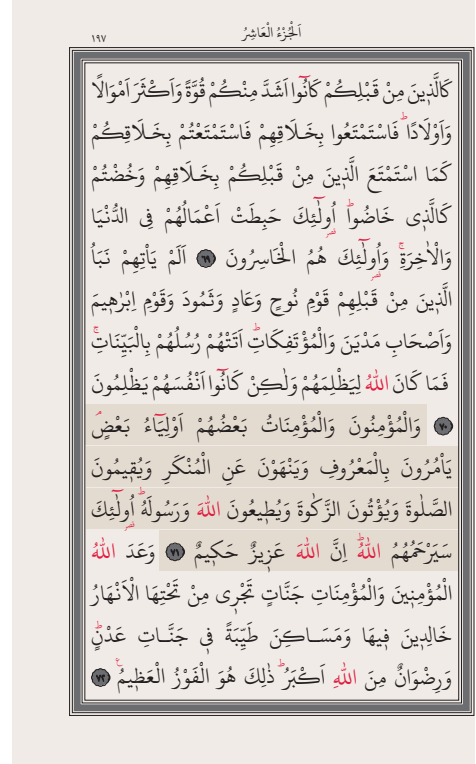 اَلْجُزْءُ الْعَاشِرُ
١٩٧
كَالَّذٖينَ مِنْ قَبْلِكُمْ كَانُٓوا اَشَدَّ مِنْكُمْ قُوَّةً وَاَكْثَرَ اَمْوَالًا
وَاَوْلَادًاۜ فَاسْتَمْتَعُوا بِخَلَاقِهِمْ فَاسْتَمْتَعْتُمْ بِخَلَاقِكُمْ
كَمَا اسْتَمْتَعَ الَّذٖينَ مِنْ قَبْلِكُمْ بِخَلَاقِهِمْ وَخُضْتُمْ
كَالَّذٖى خَاضُواۜ اُو۬لٰٓئِكَ حَبِطَتْ اَعْمَالُهُمْ فِى الدُّنْيَا
وَالْاٰخِرَةِۚ وَاُو۬لٰٓئِكَ هُمُ الْخَاسِرُونَ ٦٩ اَلَمْ يَاْتِهِمْ نَبَاُ
الَّذٖينَ مِنْ قَبْلِهِمْ قَوْمِ نُوحٍ وَعَادٍ وَثَمُودَ وَقَوْمِ اِبْرٰهٖيمَ
وَاَصْحَابِ مَدْيَنَ وَالْمُؤْتَفِكَاتِۜ اَتَتْهُمْ رُسُلُهُمْ بِالْبَيِّنَاتِۚ
فَمَا كَانَ اللّٰهُ لِيَظْلِمَهُمْ وَلٰكِنْ كَانُٓوا اَنْفُسَهُمْ يَظْلِمُونَ
٧٠ وَالْمُؤْمِنُونَ وَالْمُؤْمِنَاتُ بَعْضُهُمْ اَوْلِيَٓاءُ بَعْضٍۘ
يَاْمُرُونَ بِالْمَعْرُوفِ وَيَنْهَوْنَ عَنِ الْمُنْكَرِ وَيُقٖيمُونَ
الصَّلٰوةَ وَيُؤْتُونَ الزَّكٰوةَ وَيُطٖيعُونَ اللّٰهَ وَرَسُولَهُۜ اُو۬لٰٓئِكَ
سَيَرْحَمُهُمُ اللّٰهُۜ اِنَّ اللّٰهَ عَزٖيزٌ حَكٖيمٌ ٧١ وَعَدَ اللّٰهُ
الْمُؤْمِنٖينَ وَالْمُؤْمِنَاتِ جَنَّاتٍ تَجْرٖى مِنْ تَحْتِهَا الْاَنْهَارُ
خَالِدٖينَ فٖيهَا وَمَسَاكِنَ طَيِّبَةً فٖى جَنَّاتِ عَدْنٍۜ
وَرِضْوَانٌ مِنَ اللّٰهِ اَكْبَرُۜ ذٰلِكَ هُوَ الْفَوْزُ الْعَظٖيمُۚ ٧٢